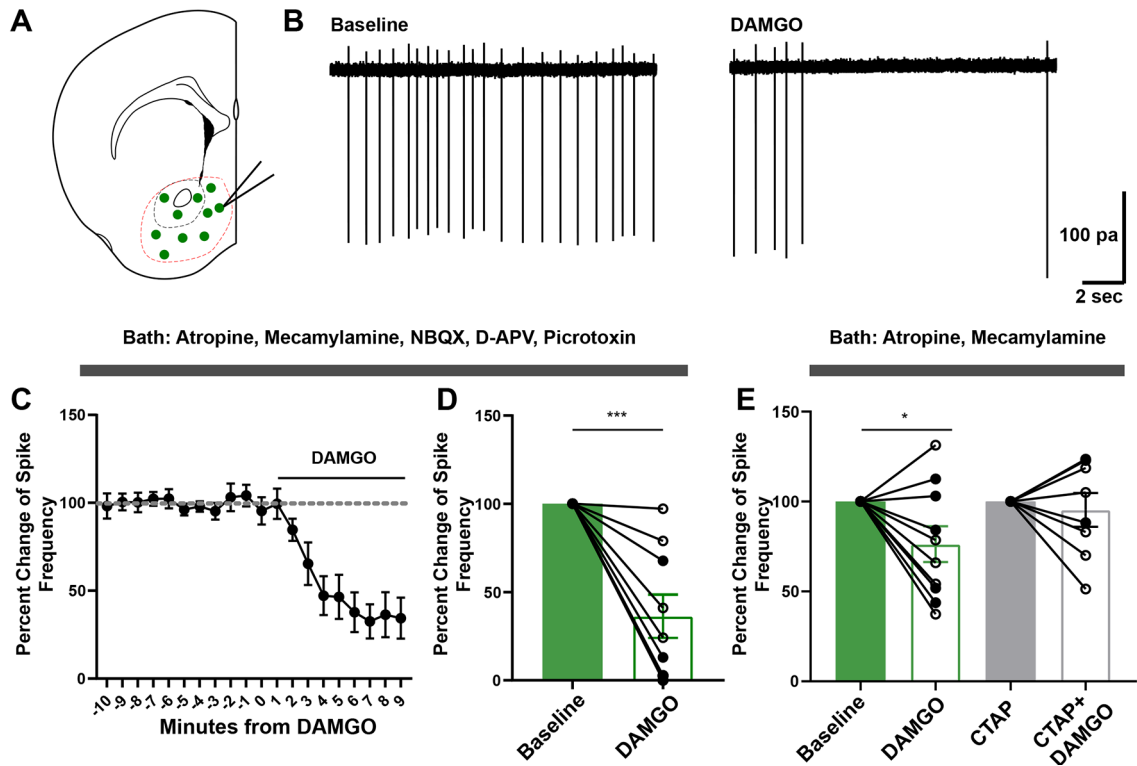 A
B
Baseline
DAMGO
100 pa
2 sec
Bath: Atropine, Mecamylamine, NBQX, D-APV, Picrotoxin
Bath: Atropine, Mecamylamine
C
Percent Change of Spike
Frequency
150
100
50
0
DAMGO
-10 -9 -8 -7 -6 -5 -4 -3 -2 -1 0 1 2 3 4 5 6 7 8 9
Minutes from DAMGO
D
Percent Change of Spike
Frequency
150
100
50
0
***
Baseline
DAMGO
E
Percent Change of Spike
Frequency
150
100
50
0
*
Baseline
DAMGO
CTAP
CTAP+
DAMGO